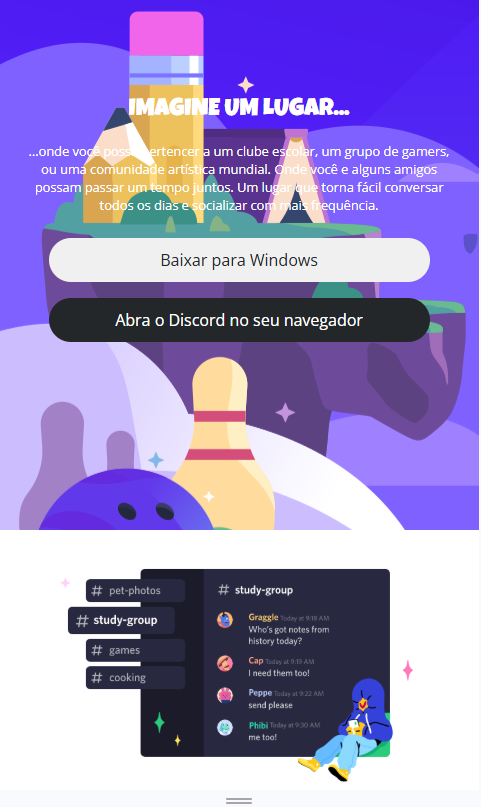 IMAGINE UM LUGAR...
...onde você possa pertencer a um clube escolar, um grupo de gamers,
ou uma comunidade artística mundial. Onde você e alguns amigos
possam passar um tempo juntos. Um lugar que torna fácil conversar
todos os dias e socializar com mais frequência.
Baixar para Windows
Abra o Discord no seu navegador
# pet-photos
# study-group
# games
# cooking
# study-group
Graggle Today at 9:18 AM
Who's got notes from
history today?
Cap Today at 9:19 AM
I need them too!
Peppe Today at 9:22 AM
send please
Phibi Today at 9:30 AM
me too!